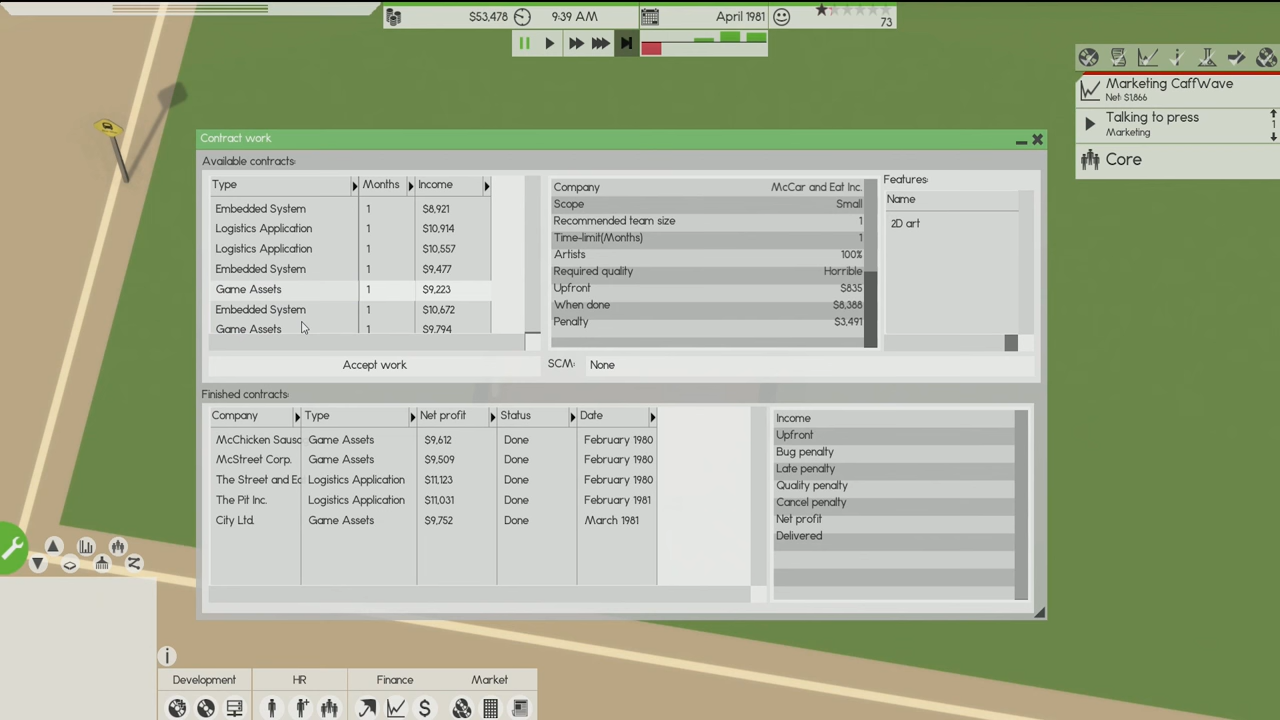 $53,478 9:39 AM April 1981 73
Marketing CaffWave
Net: $1,866
Talking to press 1
Marketing
Core
Contract work
Available contracts:
Type Months Income
Embedded System 1 $8,921
Logistics Application 1 $10,914
Logistics Application 1 $10,557
Embedded System 1 $9,477
Game Assets 1 $9,223
Embedded System 1 $10,672
Game Assets 1 $9,794
Company McCar and Eat Inc.
Scope Small
Recommended team size 1
Time-limit(Months) 1
Artists 100%
Required quality Horrible
Upfront $835
When done $8,388
Penalty $3,491
Features:
Name
2D art
Accept work
SCM: None
Finished contracts:
Company Type Net profit Status Date
McChicken Sausc Game Assets $9,612 Done February 1980
McStreet Corp. Game Assets $9,509 Done February 1980
The Street and Ec Logistics Application $11,123 Done February 1980
The Pit Inc. Logistics Application $11,031 Done February 1981
City Ltd. Game Assets $9,752 Done March 1981
Income
Upfront
Bug penalty
Late penalty
Quality penalty
Cancel penalty
Net profit
Delivered
Development HR Finance Market